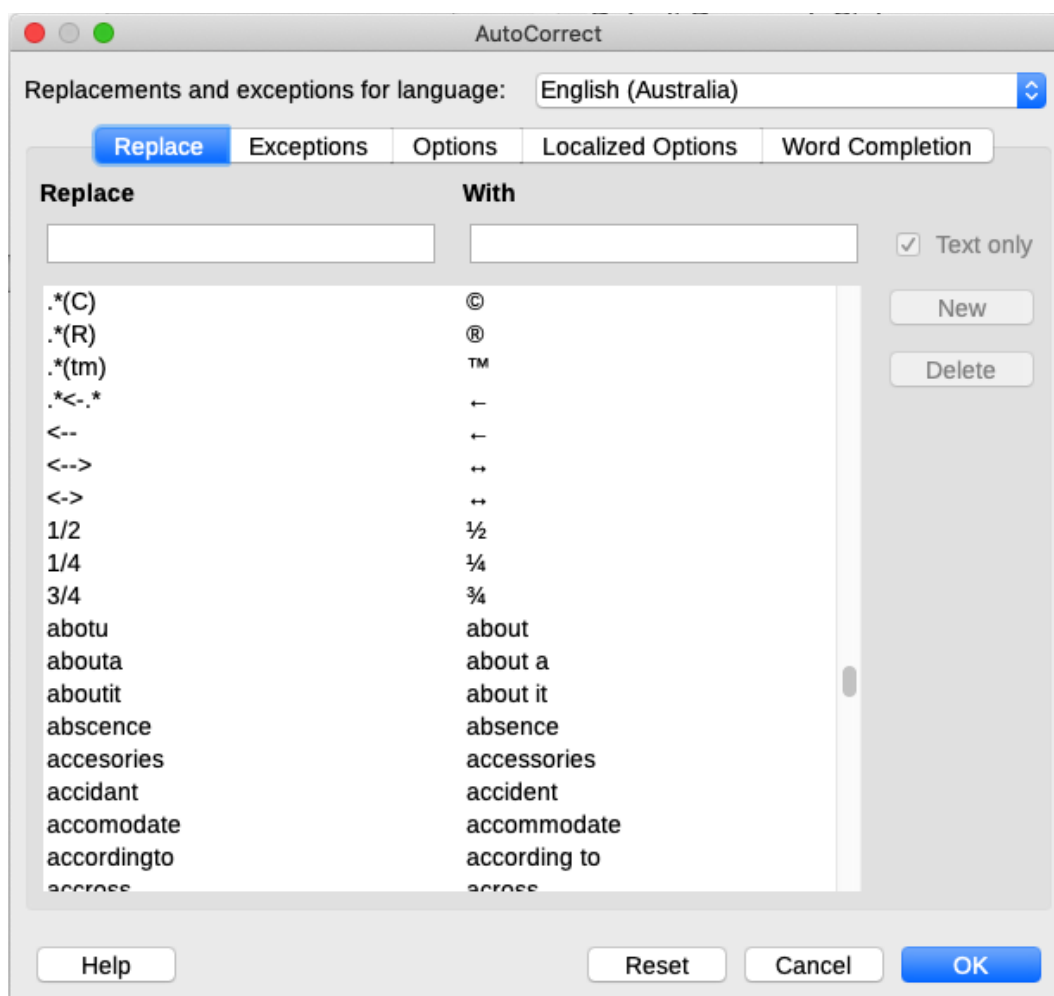 AutoCorrect
Replacements and exceptions for language: English (Australia)
Replace Exceptions Options Localized Options Word Completion
Replace With
Text only
.*(C) ©
.*(R) ®
.*(tm) ™
.*<-.* ←
<-- ←
<--> ↔
<-> ↔
1/2 ½
1/4 ¼
3/4 ¾
abotu about
abouta about a
aboutit about it
abscence absence
accesories accessories
accidant accident
accomodate accommodate
accordingto according to
accross across
New
Delete
Help Reset Cancel OK